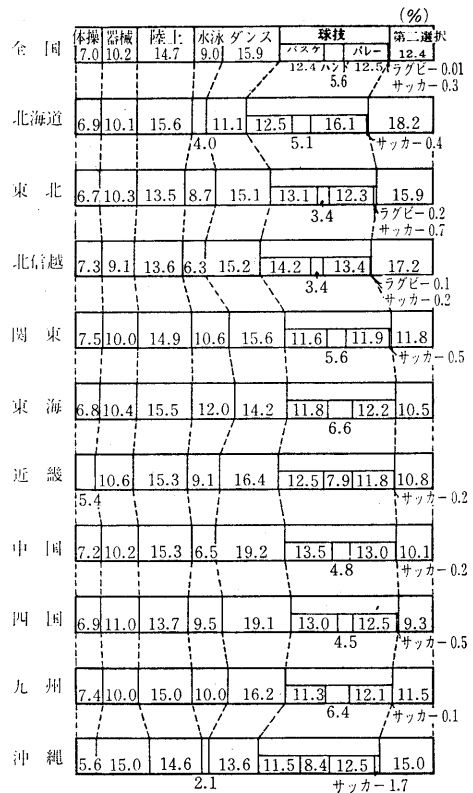 (%)
体操 器械 陸上 水泳 ダンス 球技 第二選択
全国 7.0 10.2 14.7 9.0 15.9 バスケ バレー 12.4
12.4 ハンド 12.5 ラグビー 0.01
5.6 サッカー 0.3
北海道 6.9 10.1 15.6 11.1 12.5 16.1 18.2
4.0 5.1 サッカー 0.4
東北 6.7 10.3 13.5 8.7 15.1 13.1 12.3 15.9
3.4 ラグビー 0.2
サッカー 0.7
北信越 7.3 9.1 13.6 6.3 15.2 14.2 13.4 17.2
3.4 ラグビー 0.1
サッカー 0.2
関東 7.5 10.0 14.9 10.6 15.6 11.6 11.9 11.8
5.6 サッカー 0.5
東海 6.8 10.4 15.5 12.0 14.2 11.8 12.2 10.5
6.6
近畿 10.6 15.3 9.1 16.4 12.5 7.9 11.8 10.8
5.4 サッカー 0.2
中国 7.2 10.2 15.3 6.5 19.2 13.5 13.0 10.1
4.8 サッカー 0.2
四国 6.9 11.0 13.7 9.5 19.1 13.0 12.5 9.3
4.5 サッカー 0.5
九州 7.4 10.0 15.0 10.0 16.2 11.3 12.1 11.5
6.4 サッカー 0.1
沖縄 5.6 15.0 14.6 13.6 11.5 8.4 12.5 15.0
2.1 サッカー 1.7